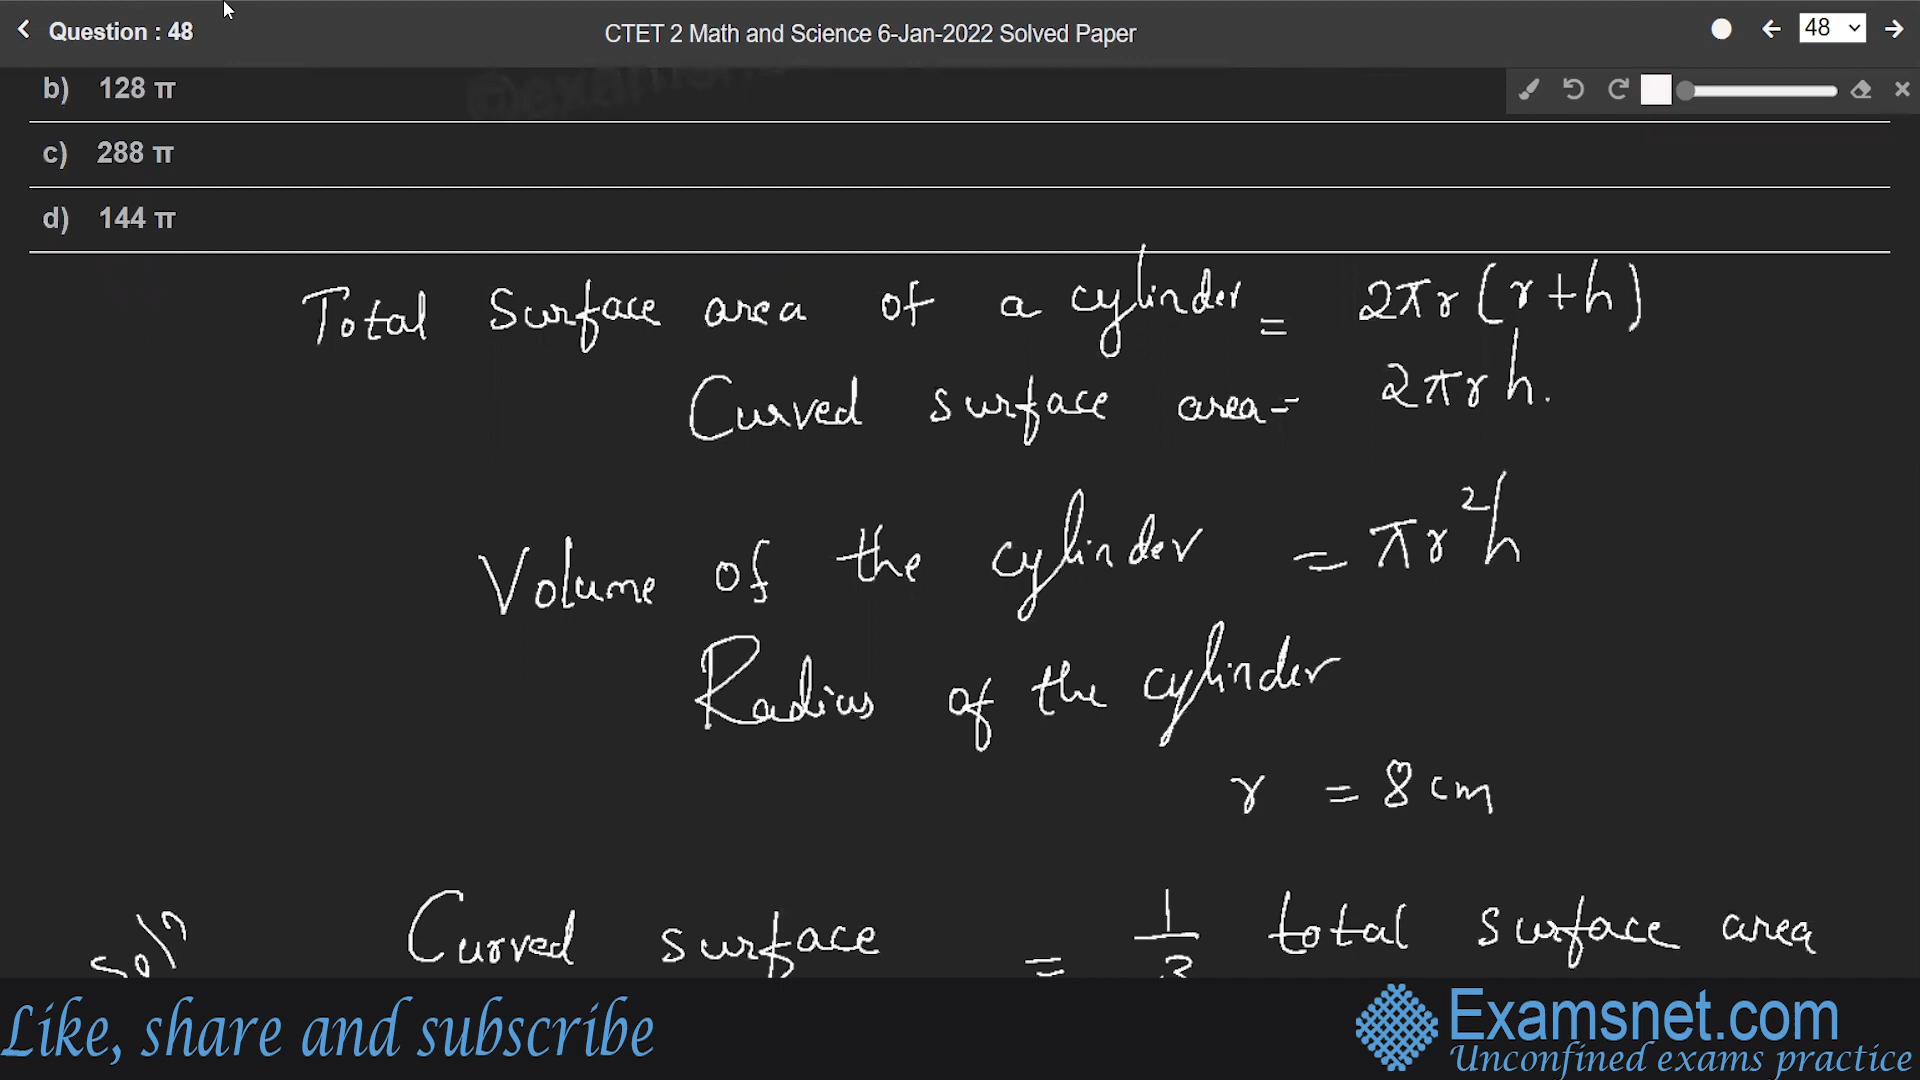 Question : 48
CTET 2 Math and Science 6-Jan-2022 Solved Paper
48
b) 128 π
c) 288 π
d) 144 π
Total Surface area of a cylinder = 2πr(r+h)
Curved surface area = 2πrh.
Volume of the cylinder = πr²h
Radius of the cylinder
r = 8 cm
Curved surface = 1/3 total surface area
Like, share and subscribe
Examsnet.com
Unconfined exams practice